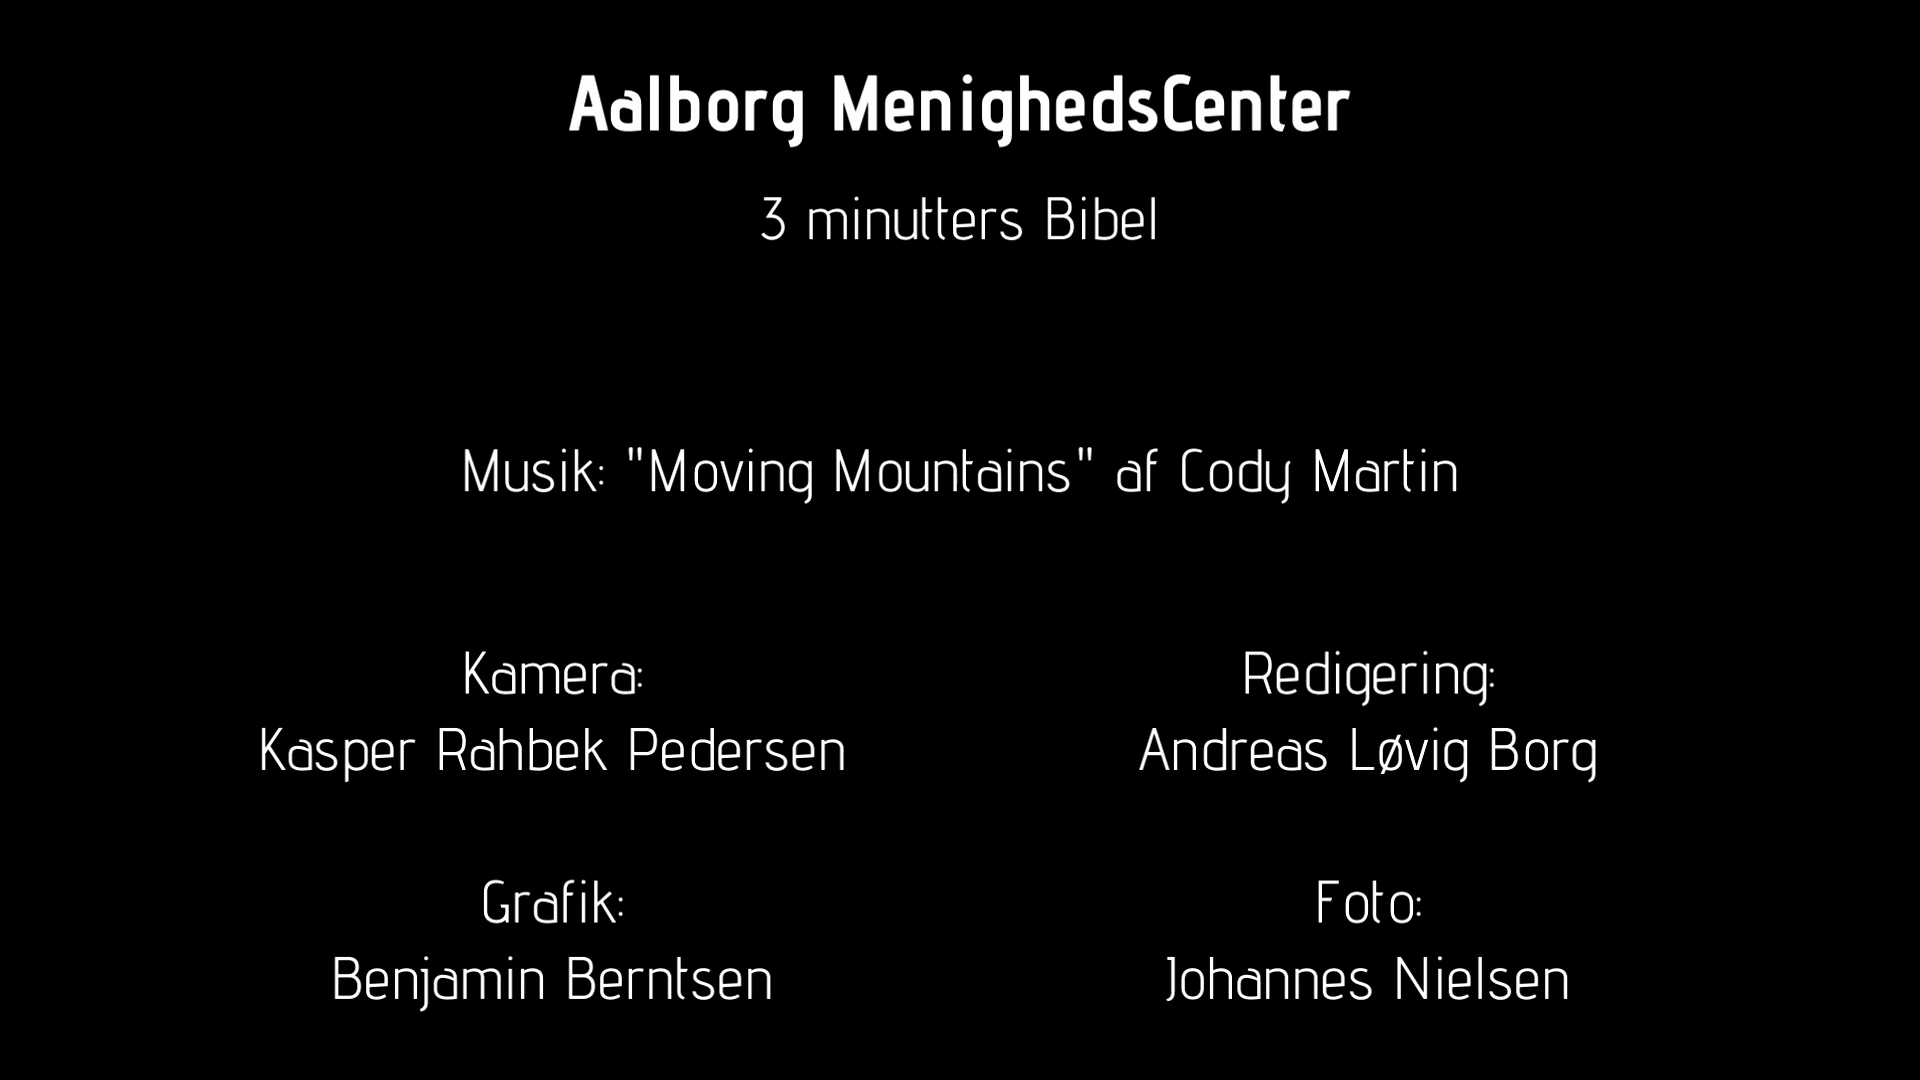 Aalborg MenighedsCenter
3 minutters Bibel
Musik: "Moving Mountains" af Cody Martin
Kamera:
Kasper Rahbek Pedersen
Redigering:
Andreas Løvig Borg
Grafik:
Benjamin Berntsen
Foto:
Johannes Nielsen